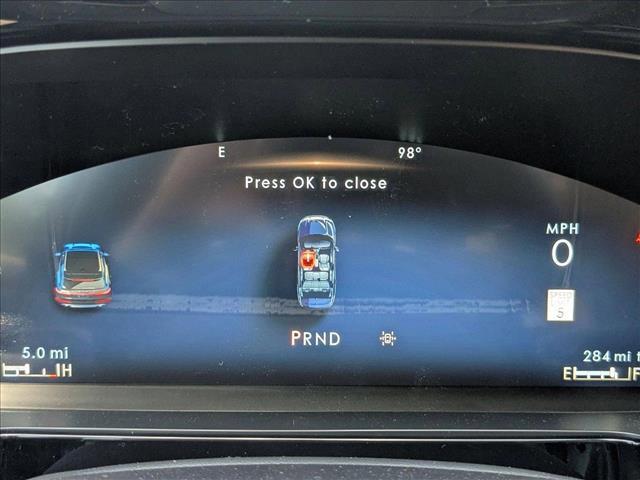 E 98°
Press OK to close
MPH
0
SPEED
5
PRND
5.0 mi
284 mi
H
E F